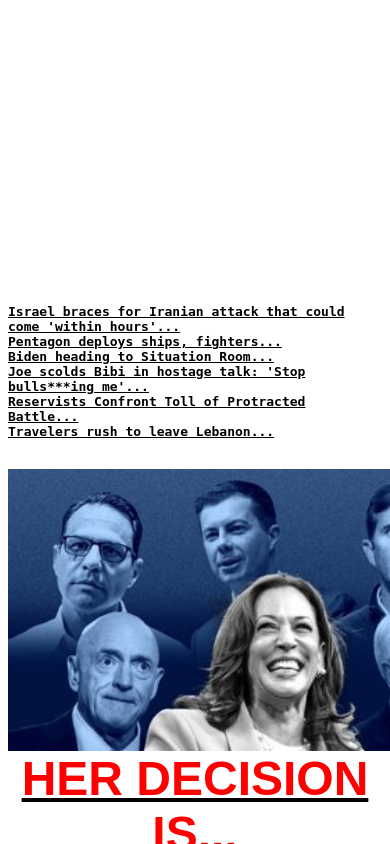 Israel braces for Iranian attack that could
come 'within hours'...
Pentagon deploys ships, fighters...
Biden heading to Situation Room...
Joe scolds Bibi in hostage talk: 'Stop
bulls***ing me'...
Reservists Confront Toll of Protracted
Battle...
Travelers rush to leave Lebanon...
HER DECISION
IS...